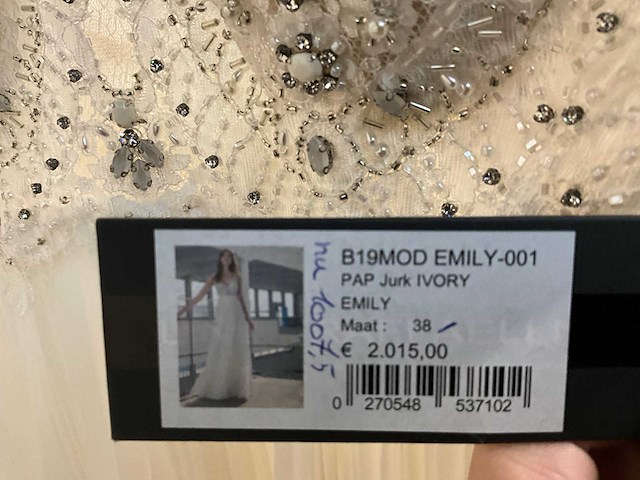 B19MOD EMILY-001
PAP Jurk IVORY
EMILY
Maat : 38
€ 2.015,00
0 270548 537102
nu 1007,5